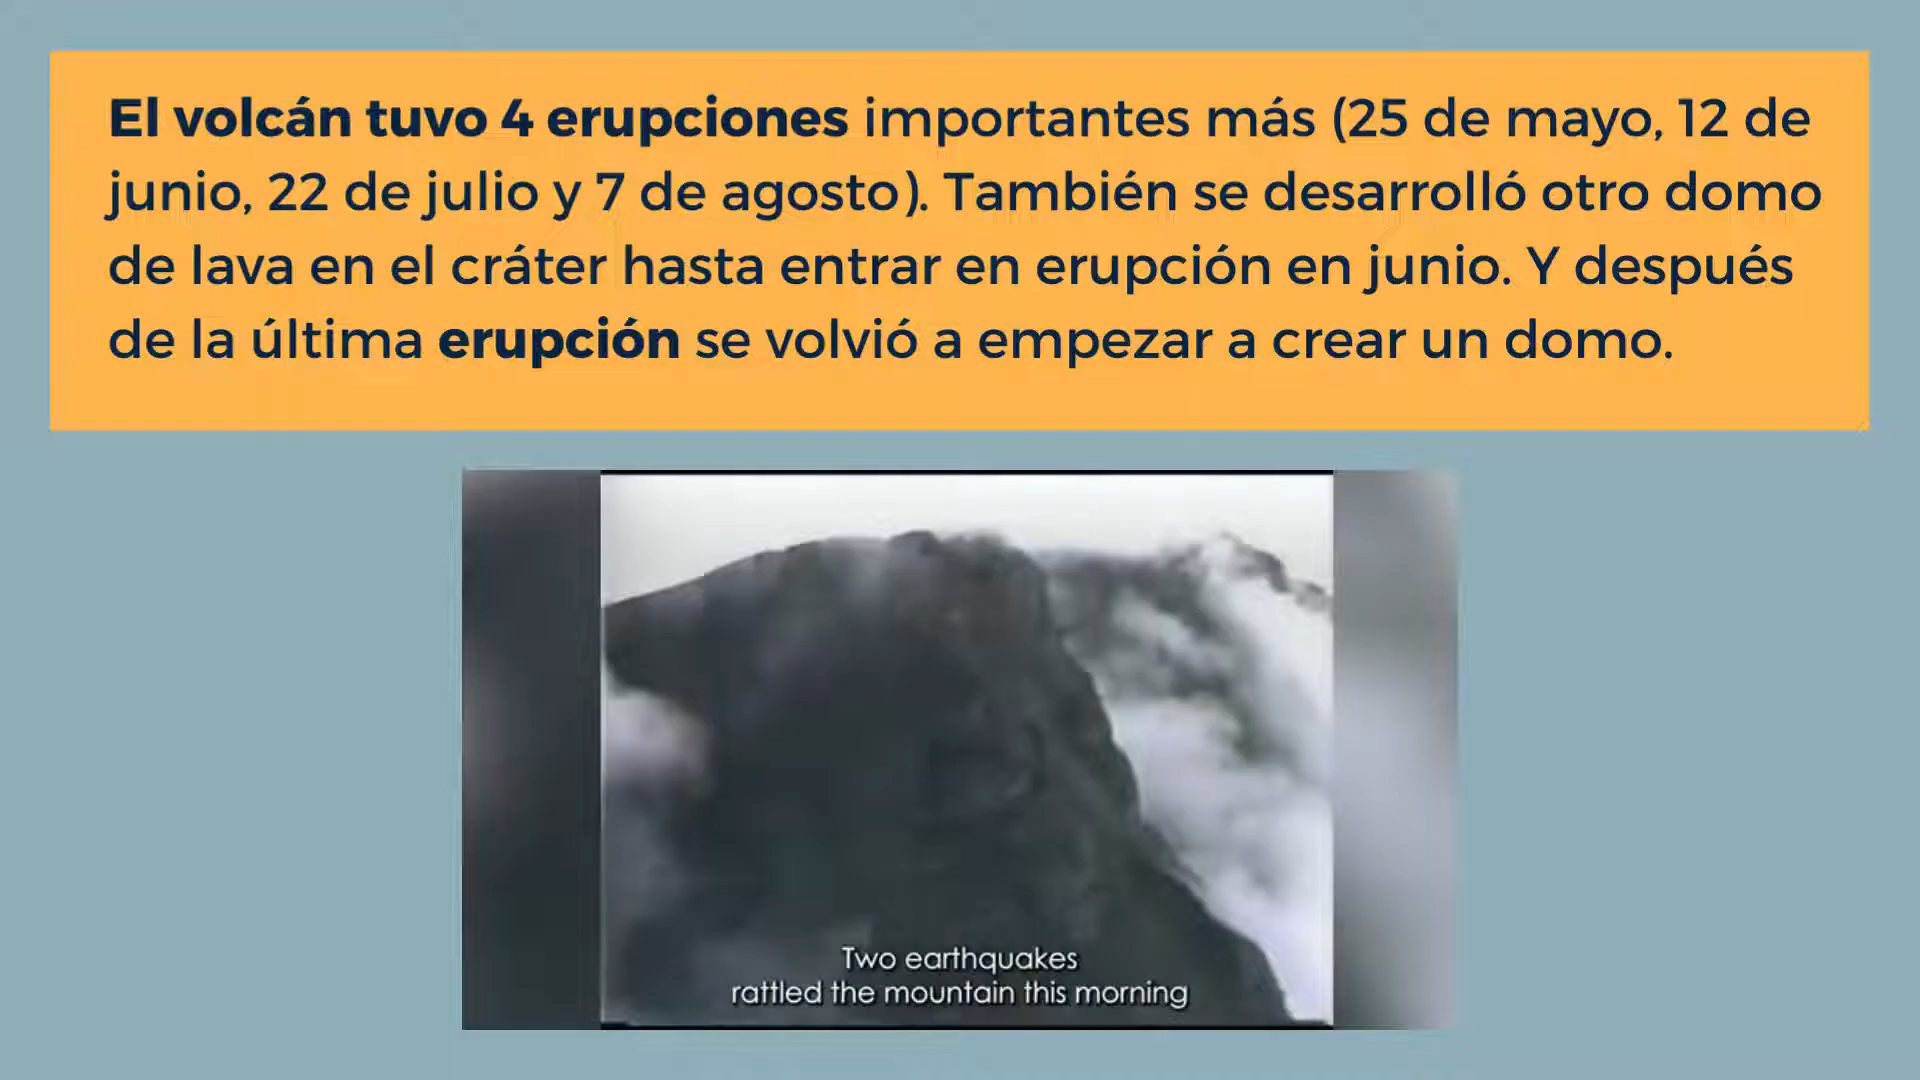 El volcán tuvo 4 erupciones importantes más (25 de mayo, 12 de
junio, 22 de julio y 7 de agosto). También se desarrolló otro domo
de lava en el cráter hasta entrar en erupción en junio. Y después
de la última erupción se volvió a empezar a crear un domo.
Two earthquakes
rattled the mountain this morning